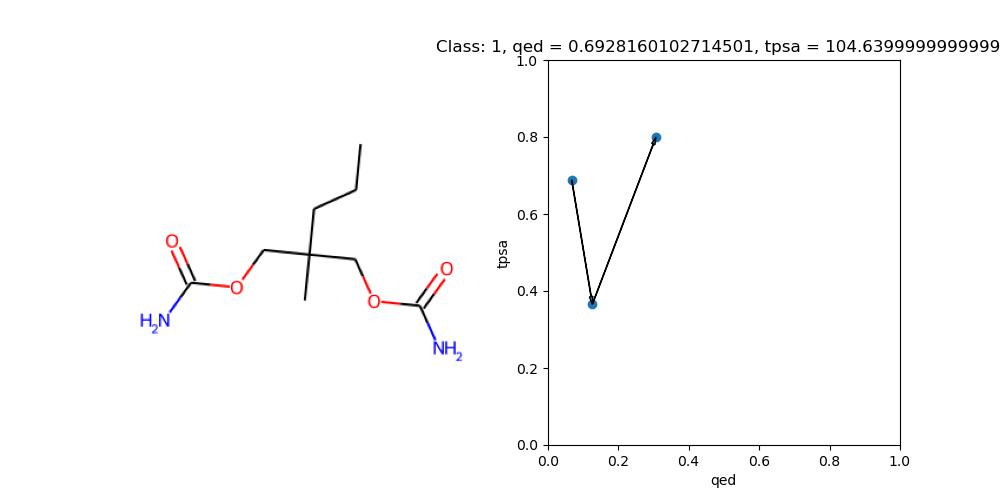 Class: 1, qed = 0.6928160102714501, tpsa = 104.6399999999999
1.0
0.8
O
0.6
tpsa
O
O
0.4
O
H2N
NH2
0.2
0.0
0.0 0.2 0.4 0.6 0.8 1.0
qed